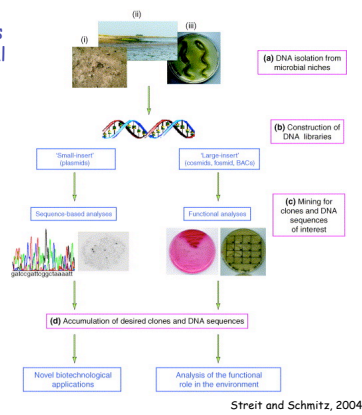 (ii)
(i)
(iii)
(a) DNA isolation from
microbial niches
(b) Construction of
DNA libraries
'Small-insert'
(plasmids)
'Large-insert'
(cosmids, fosmid, BACs)
(c) Mining for
clones and DNA
sequences
of interest
Sequence-based analyses
Functional analyses
gatccgattcggctaaaatt
(d) Accumulation of desired clones and DNA sequences
Novel biotechnological
applications
Analysis of the functional
role in the environment
Streit and Schmitz, 2004